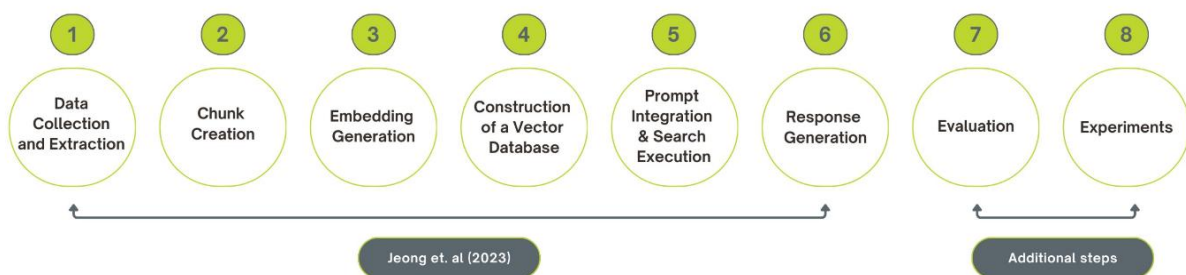 1
2
3
4
5
6
7
8
Data
Collection
and Extraction
Chunk
Creation
Embedding
Generation
Construction
of a Vector
Database
Prompt
Integration
& Search
Execution
Response
Generation
Evaluation
Experiments
Jeong et. al (2023)
Additional steps